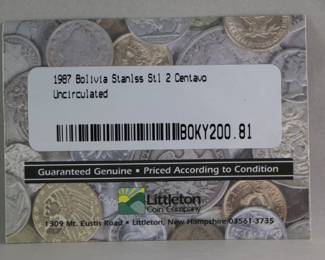 1987 Bolivia Stanlss Stl 2 Centavo
Uncirculated
BOKY200.81
Guaranteed Genuine • Priced According to Condition
Littleton
Coin Company
1309 Mt. Eustis Road • Littleton, New Hampshire 03561-3735